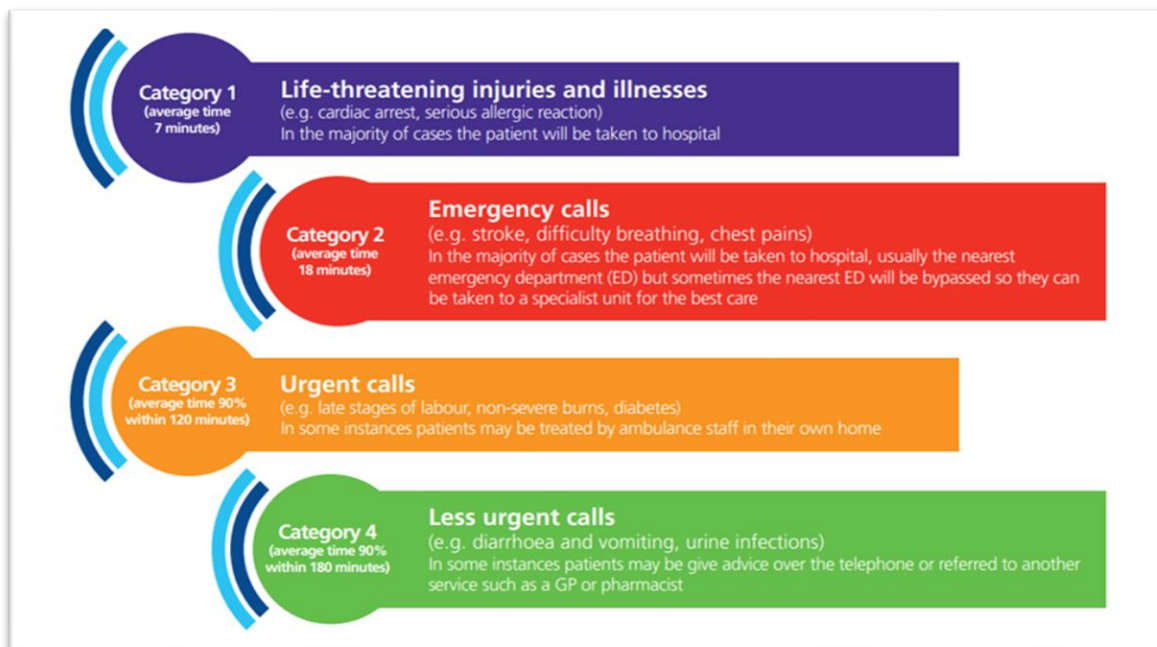 Category 1
(average time
7 minutes)
Life-threatening injuries and illnesses
(e.g. cardiac arrest, serious allergic reaction)
In the majority of cases the patient will be taken to hospital
Category 2
(average time
18 minutes)
Emergency calls
(e.g. stroke, difficulty breathing, chest pains)
In the majority of cases the patient will be taken to hospital, usually the nearest
emergency department (ED) but sometimes the nearest ED will be bypassed so they can
be taken to a specialist unit for the best care
Category 3
(average time 90%
within 120 minutes)
Urgent calls
(e.g. late stages of labour, non-severe burns, diabetes)
In some instances patients may be treated by ambulance staff in their own home
Category 4
(average time 90%
within 180 minutes)
Less urgent calls
(e.g. diarrhoea and vomiting, urine infections)
In some instances patients may be give advice over the telephone or referred to another
service such as a GP or pharmacist